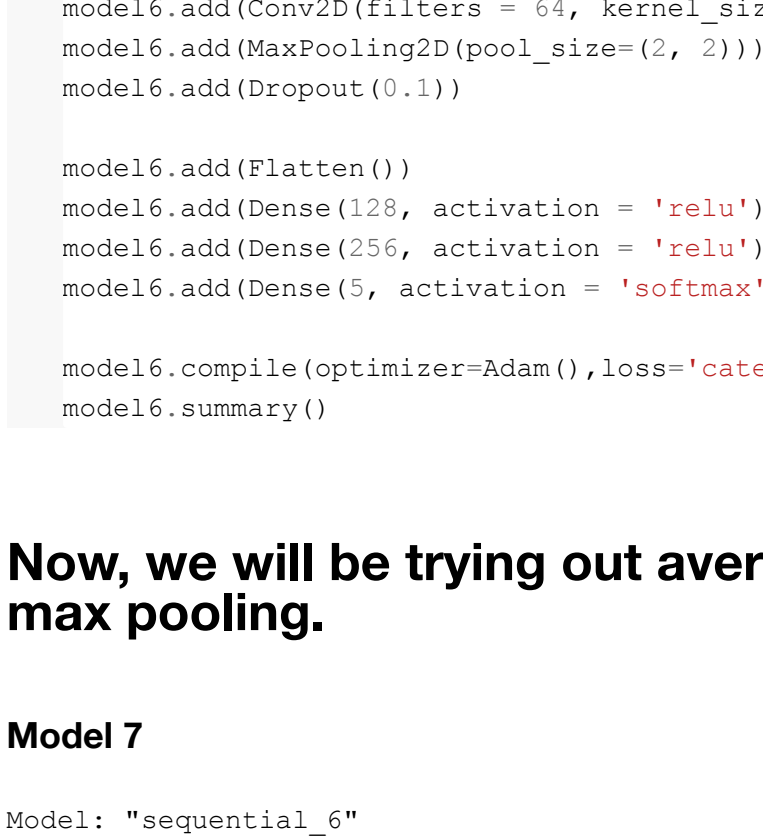 model6.add(Conv2D(filters = 64, kernel_siz
model6.add(MaxPooling2D(pool_size=(2, 2)))
model6.add(Dropout(0.1))
model6.add(Flatten())
model6.add(Dense(128, activation = 'relu')
model6.add(Dense(256, activation = 'relu')
model6.add(Dense(5, activation = 'softmax'
model6.compile(optimizer=Adam(),loss='cate
model6.summary()
Now, we will be trying out aver
max pooling.
Model 7
Model: "sequential_6"